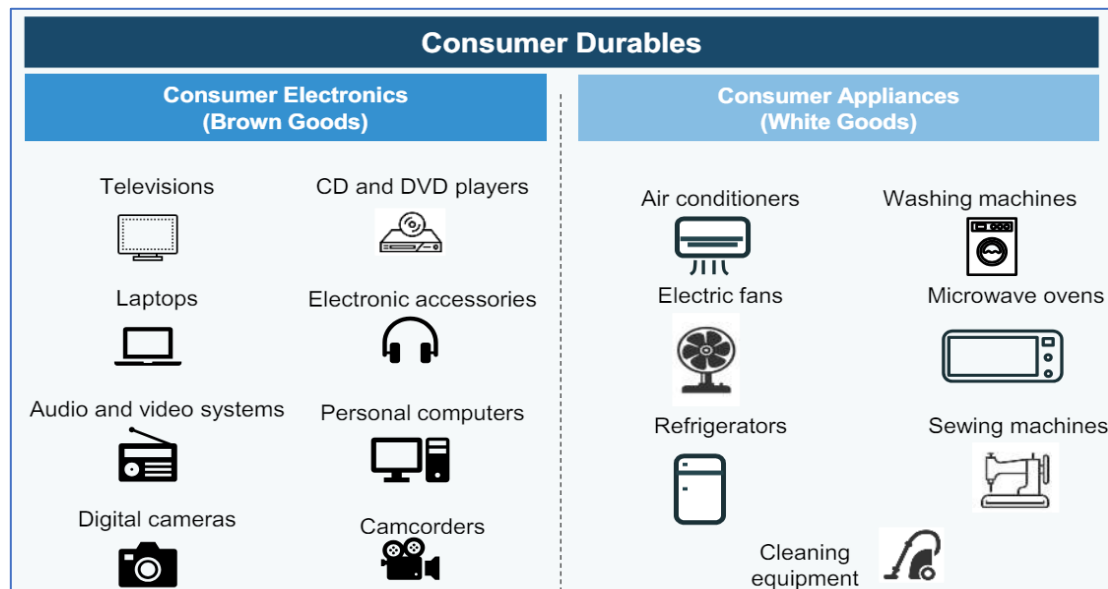 Consumer Durables
Consumer Electronics
(Brown Goods)
Televisions
CD and DVD players
Laptops
Electronic accessories
Audio and video systems
Personal computers
Digital cameras
Camcorders
Consumer Appliances
(White Goods)
Air conditioners
Washing machines
Electric fans
Microwave ovens
Refrigerators
Sewing machines
Cleaning
equipment